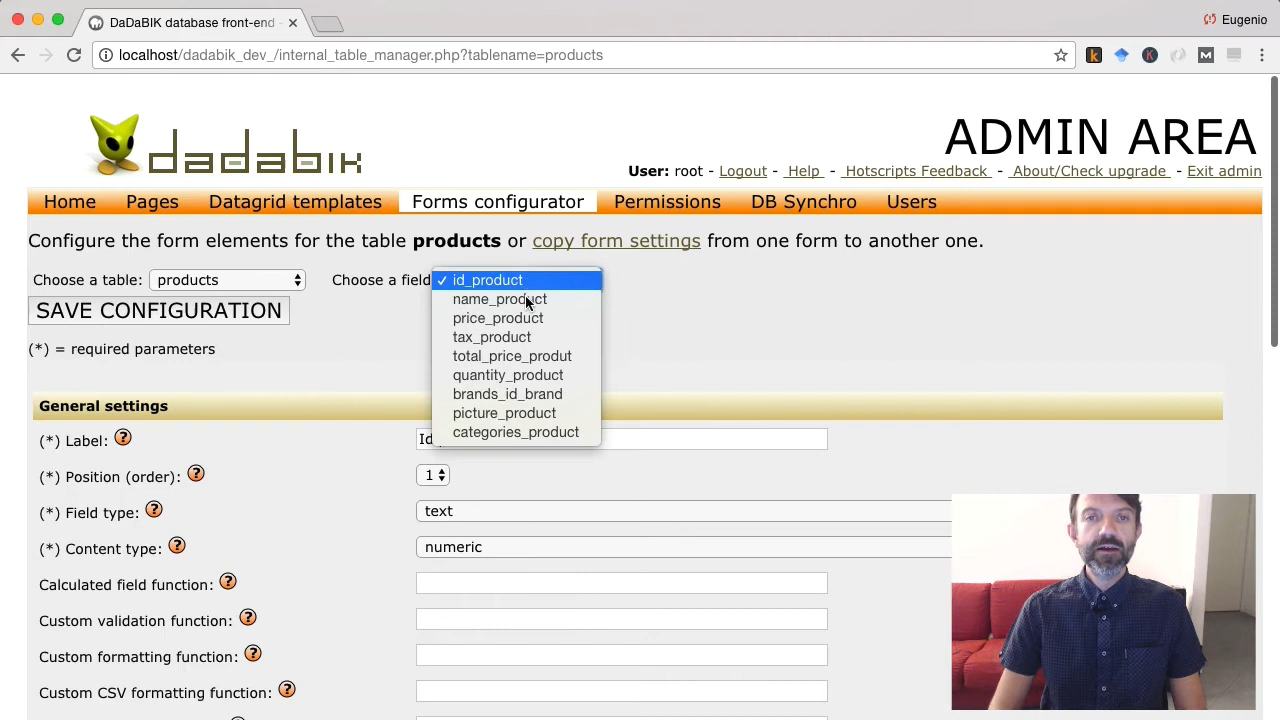 DaDaBIK database front-end -
Eugenio
localhost/dadabik_dev_/internal_table_manager.php?tablename=products
dadabik
ADMIN AREA
User: root - Logout - Help - Hotscripts Feedback - About/Check upgrade - Exit admin
Home Pages Datagrid templates Forms configurator Permissions DB Synchro Users
Configure the form elements for the table products or copy form settings from one form to another one.
Choose a table: products Choose a field
✓ id_product
name_product
price_product
tax_product
total_price_produt
quantity_product
brands_id_brand
picture_product
categories_product
SAVE CONFIGURATION
(*) = required parameters
General settings
(*) Label: ? Id
(*) Position (order): ? 1
(*) Field type: ? text
(*) Content type: ? numeric
Calculated field function: ?
Custom validation function: ?
Custom formatting function: ?
Custom CSV formatting function: ?